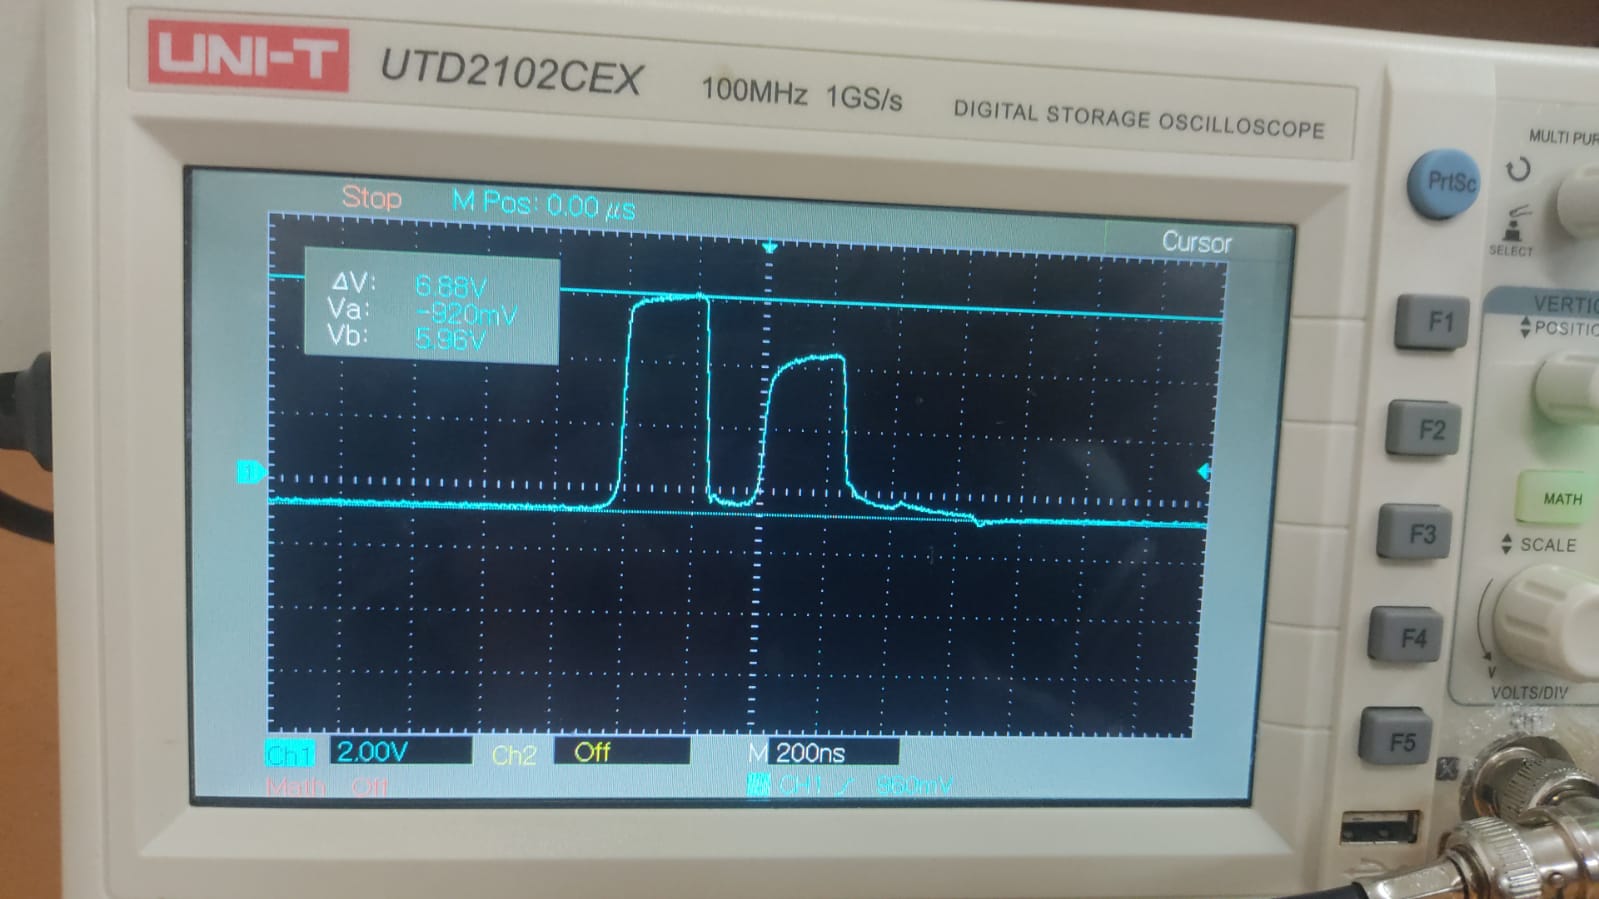 UNI-T UTD2102CEX 100MHz 1GS/s DIGITAL STORAGE OSCILLOSCOPE
MULTI PUR
PrtSc
SELECT
Stop M Pos: 0.00 μs
Cursor
ΔV: 6.88V
Va: -920mV
Vb: 5.96V
1
F1
F2
F3
F4
F5
VERTIC
POSITIO
MATH
SCALE
V
VOLTS/DIV
Ch1 2.00V Ch2 Off M 200ns
Math Off CH1 960mV